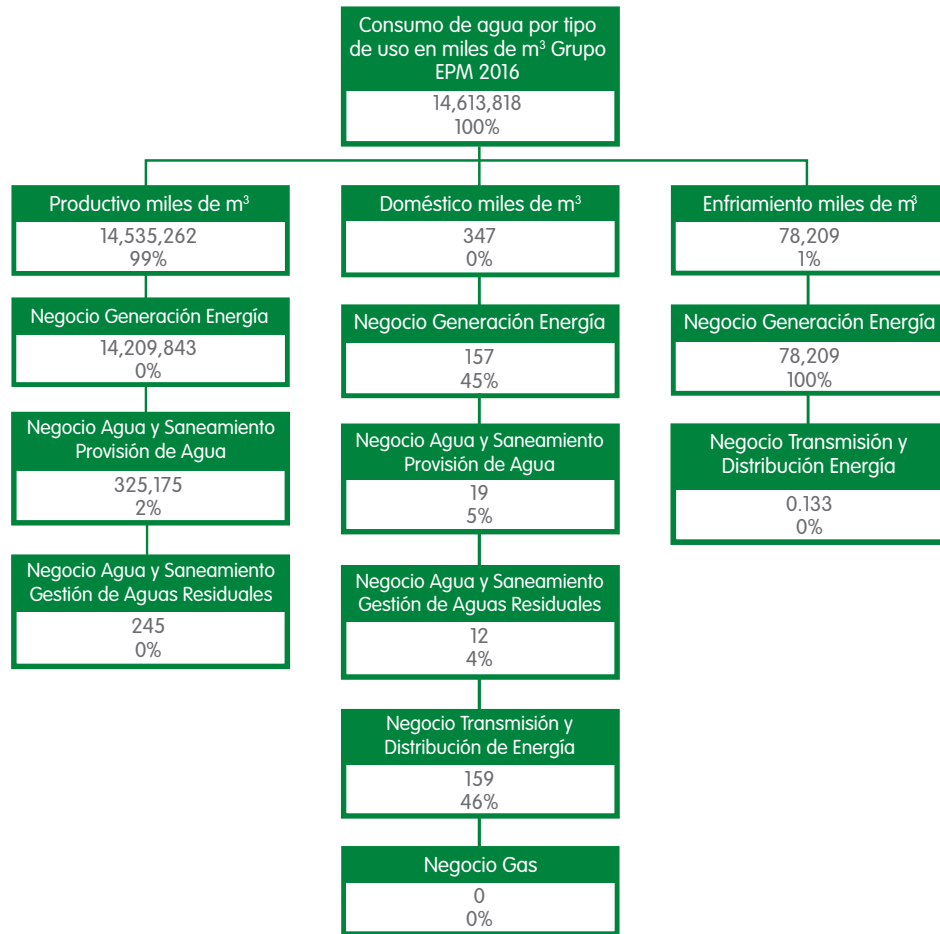 Consumo de agua por tipo
de uso en miles de m³ Grupo
EPM 2016
14,613,818
100%
Productivo miles de m³
14,535,262
99%
Negocio Generación Energía
14,209,843
0%
Negocio Agua y Saneamiento
Provisión de Agua
325,175
2%
Negocio Agua y Saneamiento
Gestión de Aguas Residuales
245
0%
Doméstico miles de m³
347
0%
Negocio Generación Energía
157
45%
Negocio Agua y Saneamiento
Provisión de Agua
19
5%
Negocio Agua y Saneamiento
Gestión de Aguas Residuales
12
4%
Negocio Transmisión y
Distribución de Energía
159
46%
Negocio Gas
0
0%
Enfriamiento miles de m³
78,209
1%
Negocio Generación Energía
78,209
100%
Negocio Transmisión y
Distribución Energía
0.133
0%